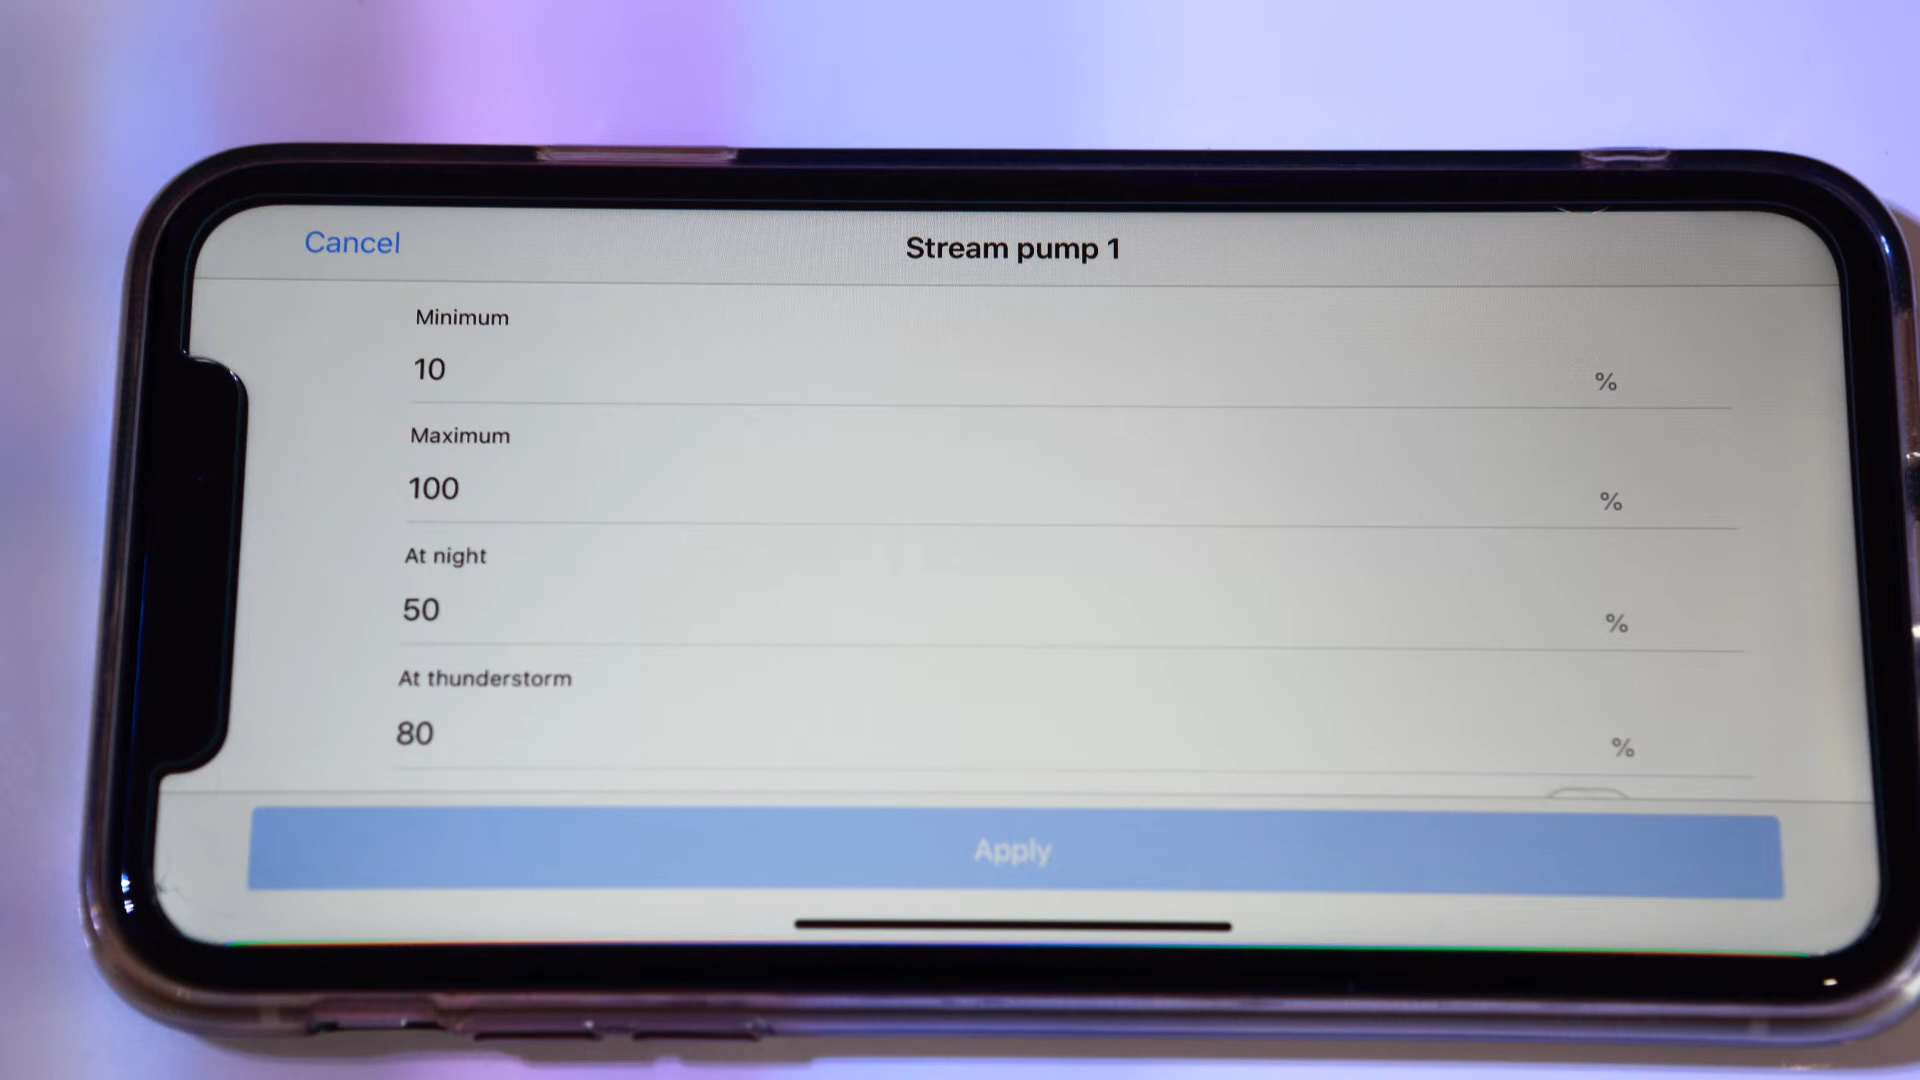 Cancel
Stream pump 1
Minimum
10 %
Maximum
100 %
At night
50 %
At thunderstorm
80 %
Apply